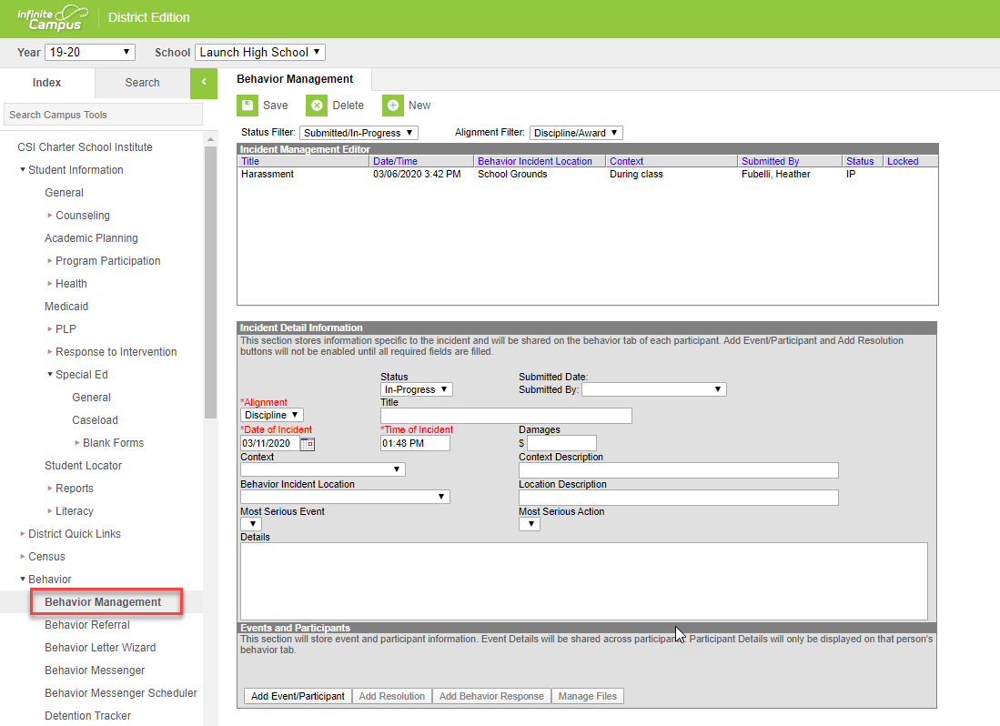 Infinite Campus District Edition
Year 19-20 School Launch High School
Index Search
Search Campus Tools
CSI Charter School Institute
Student Information
General
Counseling
Academic Planning
Program Participation
Health
Medicaid
PLP
Response to Intervention
Special Ed
General
Caseload
Blank Forms
Student Locator
Reports
Literacy
District Quick Links
Census
Behavior
Behavior Management
Behavior Referral
Behavior Letter Wizard
Behavior Messenger
Behavior Messenger Scheduler
Detention Tracker
Behavior Management
Save Delete New
Status Filter: Submitted/In-Progress Alignment Filter: Discipline/Award
Incident Management Editor
Title Date/Time Behavior Incident Location Context Submitted By Status Locked
Harassment 03/06/2020 3:42 PM School Grounds During class Fubelli, Heather IP
Incident Detail Information
This section stores information specific to the incident and will be shared on the behavior tab of each participant. Add Event/Participant and Add Resolution
buttons will not be enabled until all required fields are filled.
Status Submitted Date:
In-Progress Submitted By:
*Alignment Title
Discipline
*Date of Incident *Time of Incident Damages
03/11/2020 01:48 PM $
Context Context Description
Behavior Incident Location Location Description
Most Serious Event Most Serious Action
Details
Events and Participants
This section will store event and participant information. Event Details will be shared across participants. Participant Details will only be displayed on that person's
behavior tab.
Add Event/Participant Add Resolution Add Behavior Response Manage Files